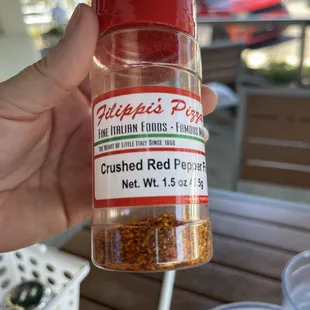 Filippi's Pizza
Fine Italian Foods • Famous
The Heart of Little Italy Since 1950
Crushed Red Pepper
Net. Wt. 1.5 oz